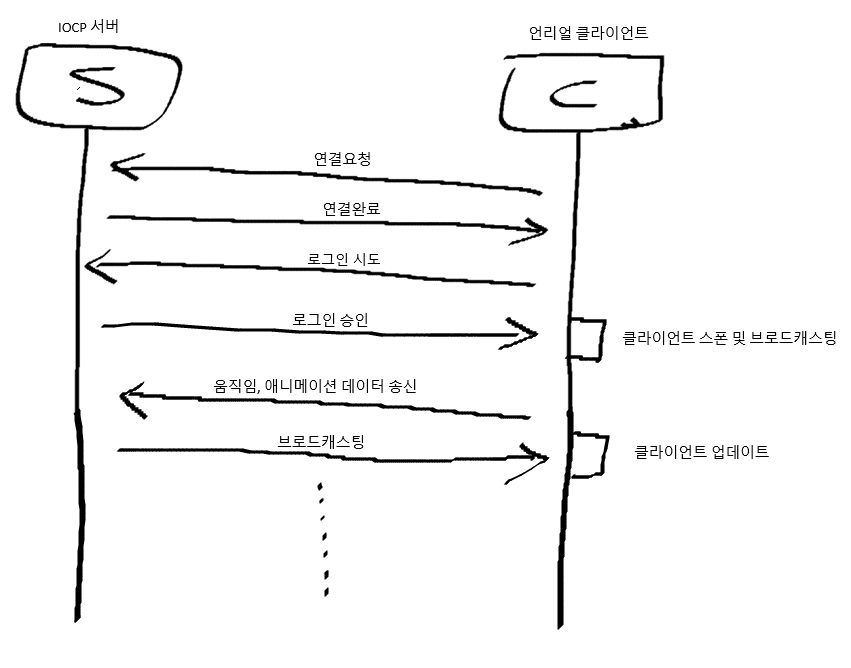 IOCP 서버
언리얼 클라이언트
S
C
연결요청
연결완료
로그인 시도
로그인 승인
클라이언트 스폰 및 브로드캐스팅
움직임, 애니메이션 데이터 송신
브로드캐스팅
클라이언트 업데이트